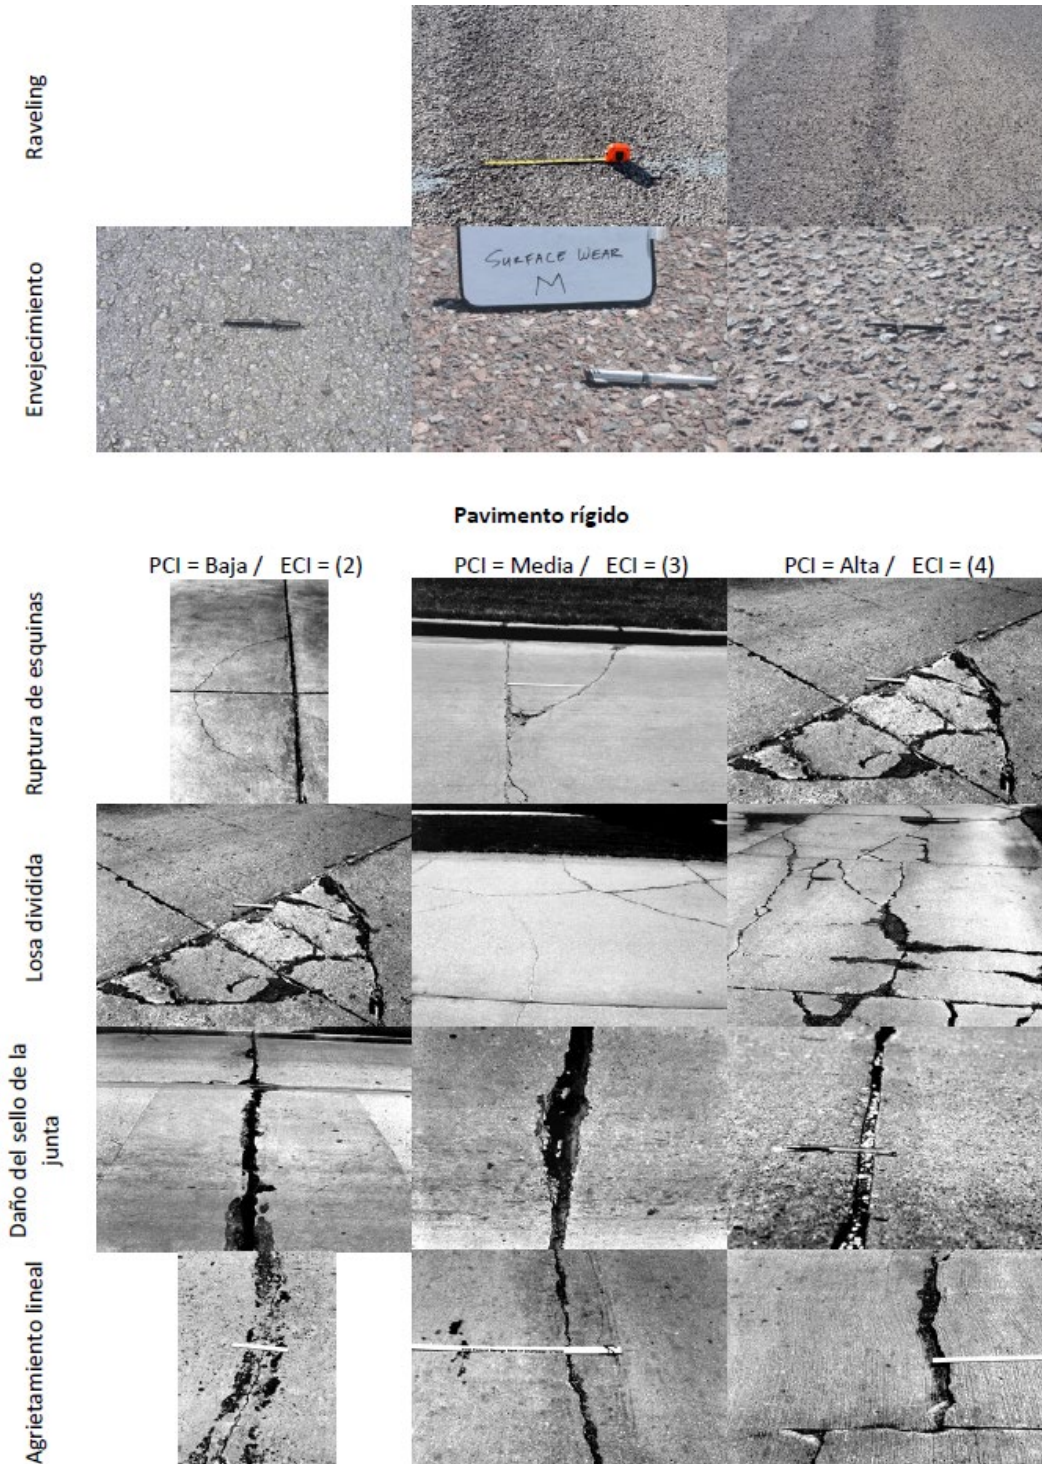 Raveling
SURFACE WEAR
M
Envejecimiento
Pavimento rígido
PCI = Baja / ECI = (2)
PCI = Media / ECI = (3)
PCI = Alta / ECI = (4)
Ruptura de esquinas
Losa dividida
Daño del sello de la
junta
Agrietamiento lineal